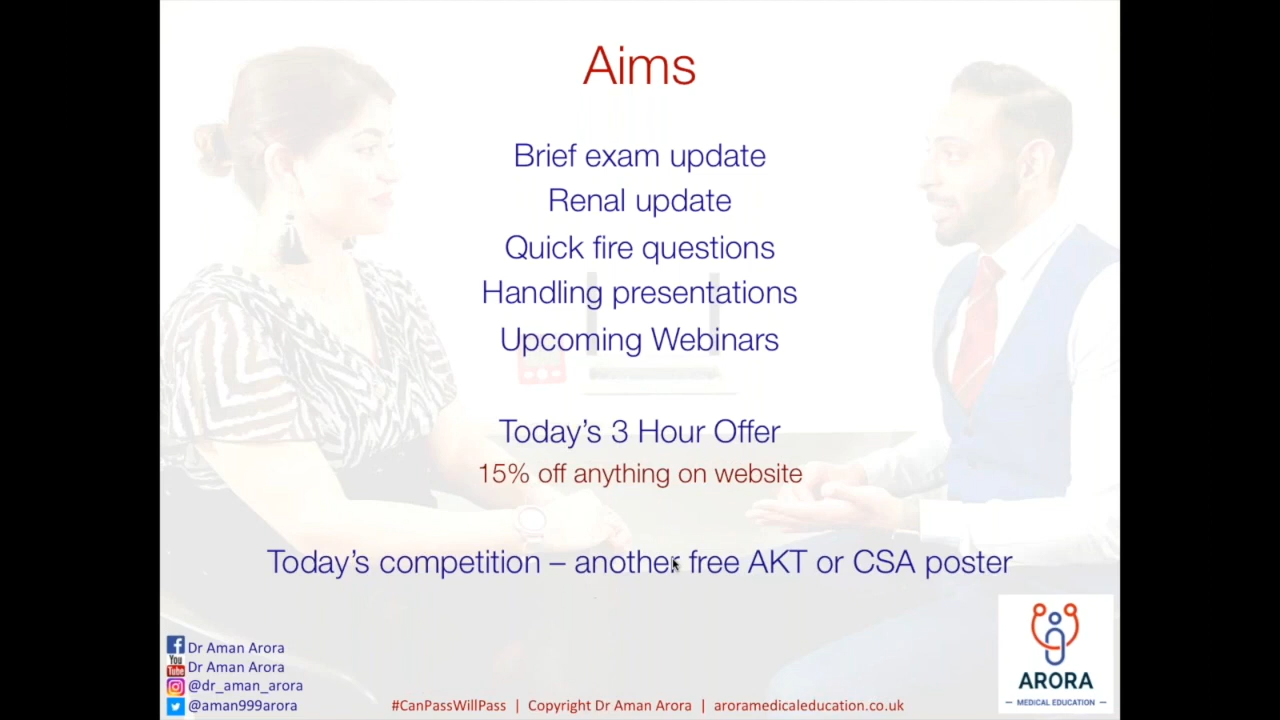 Aims
Brief exam update
Renal update
Quick fire questions
Handling presentations
Upcoming Webinars
Today's 3 Hour Offer
15% off anything on website
Today's competition – another free AKT or CSA poster
Dr Aman Arora
You Tube Dr Aman Arora
@dr_aman_arora
@aman999arora
#CanPassWillPass | Copyright Dr Aman Arora | aroramedicaleducation.co.uk
ARORA
MEDICAL EDUCATION